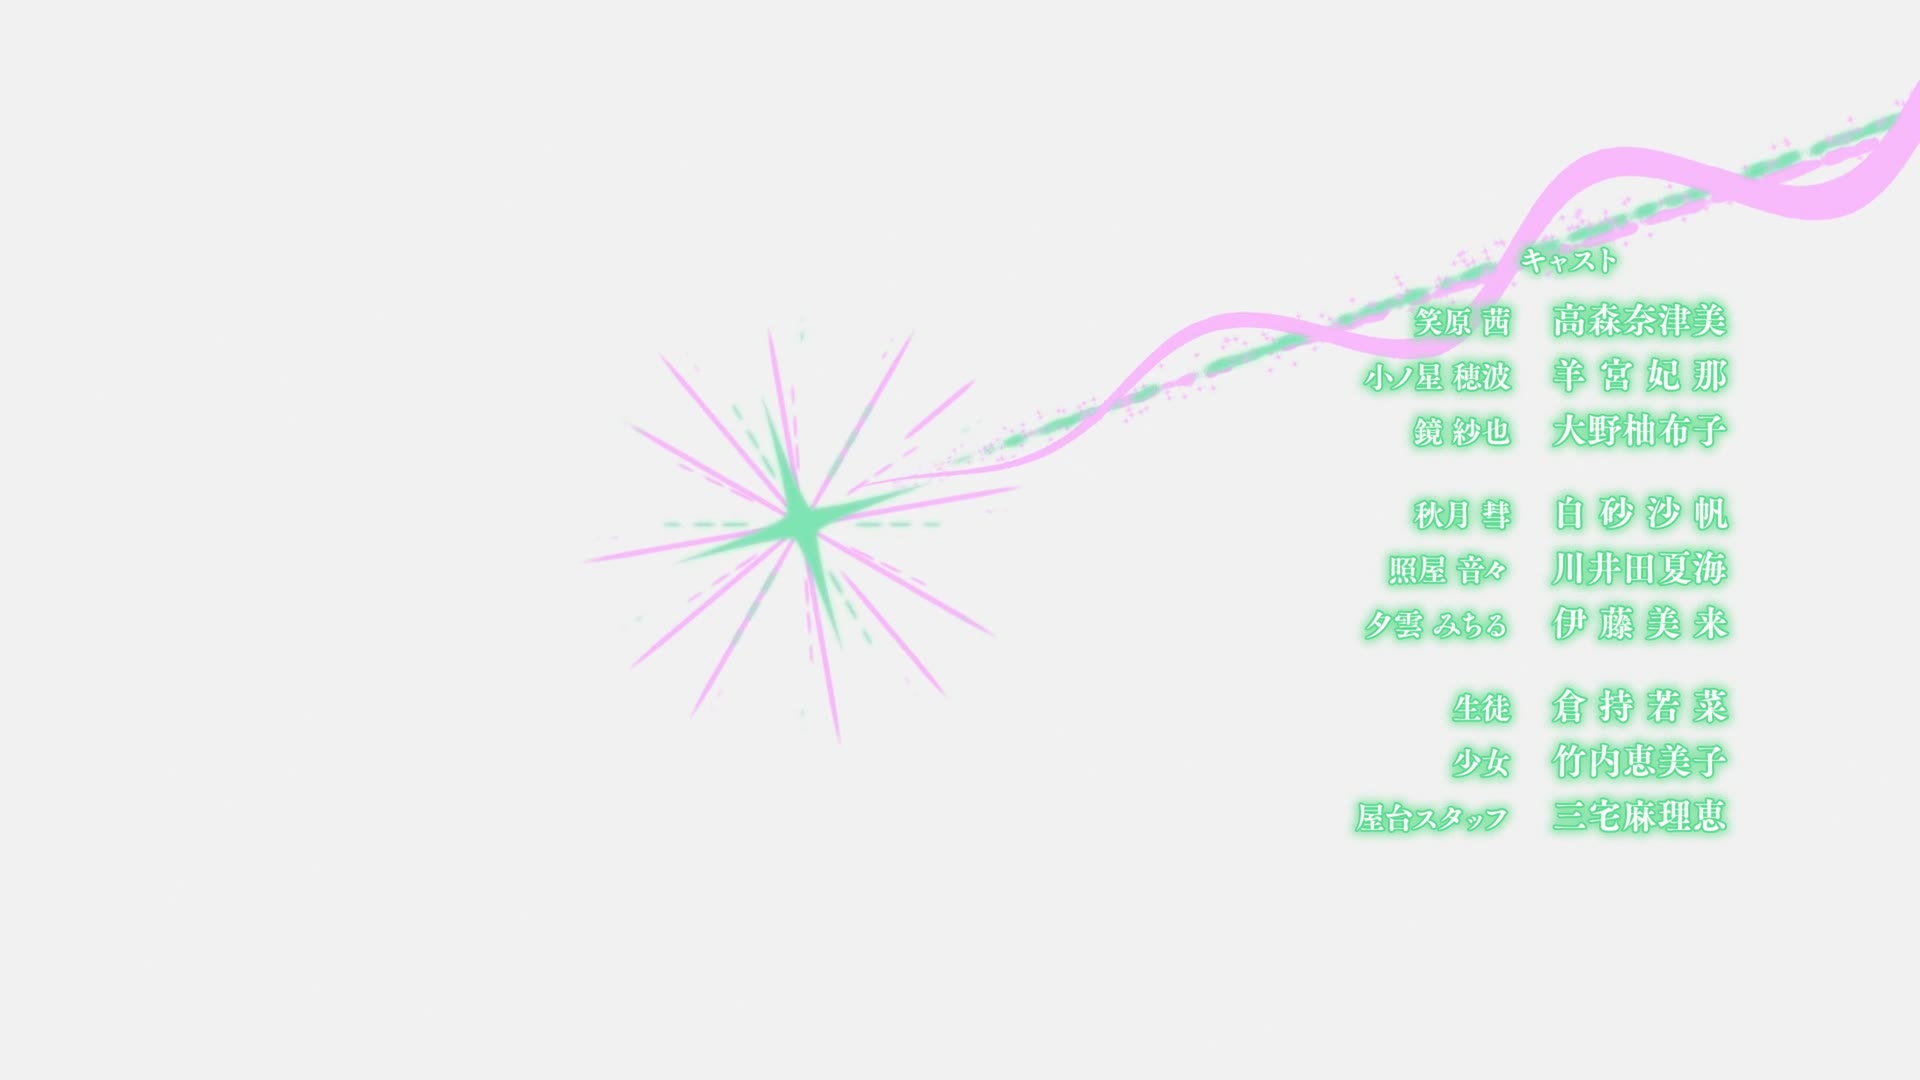 キャスト
笑原 茜 高森奈津美
小ノ星 穂波 羊宮妃那
鏡 紗也 大野柚布子
秋月 彗 白砂沙帆
照屋 音々 川井田夏海
夕雲 みちる 伊藤美来
生徒 倉持若菜
少女 竹内恵美子
屋台スタッフ 三宅麻理恵